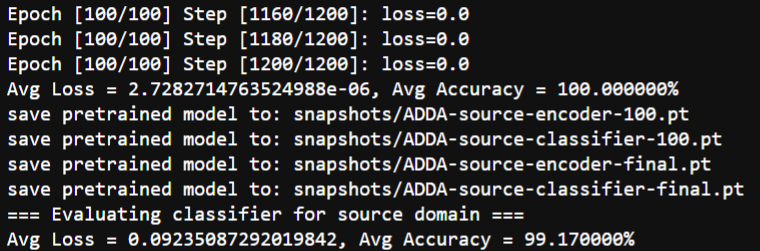 Epoch [100/100] Step [1160/1200]: loss=0.0
Epoch [100/100] Step [1180/1200]: loss=0.0
Epoch [100/100] Step [1200/1200]: loss=0.0
Avg Loss = 2.7282714763524988e-06, Avg Accuracy = 100.000000%
save pretrained model to: snapshots/ADDA-source-encoder-100.pt
save pretrained model to: snapshots/ADDA-source-classifier-100.pt
save pretrained model to: snapshots/ADDA-source-encoder-final.pt
save pretrained model to: snapshots/ADDA-source-classifier-final.pt
=== Evaluating classifier for source domain ===
Avg Loss = 0.09235087292019842, Avg Accuracy = 99.170000%